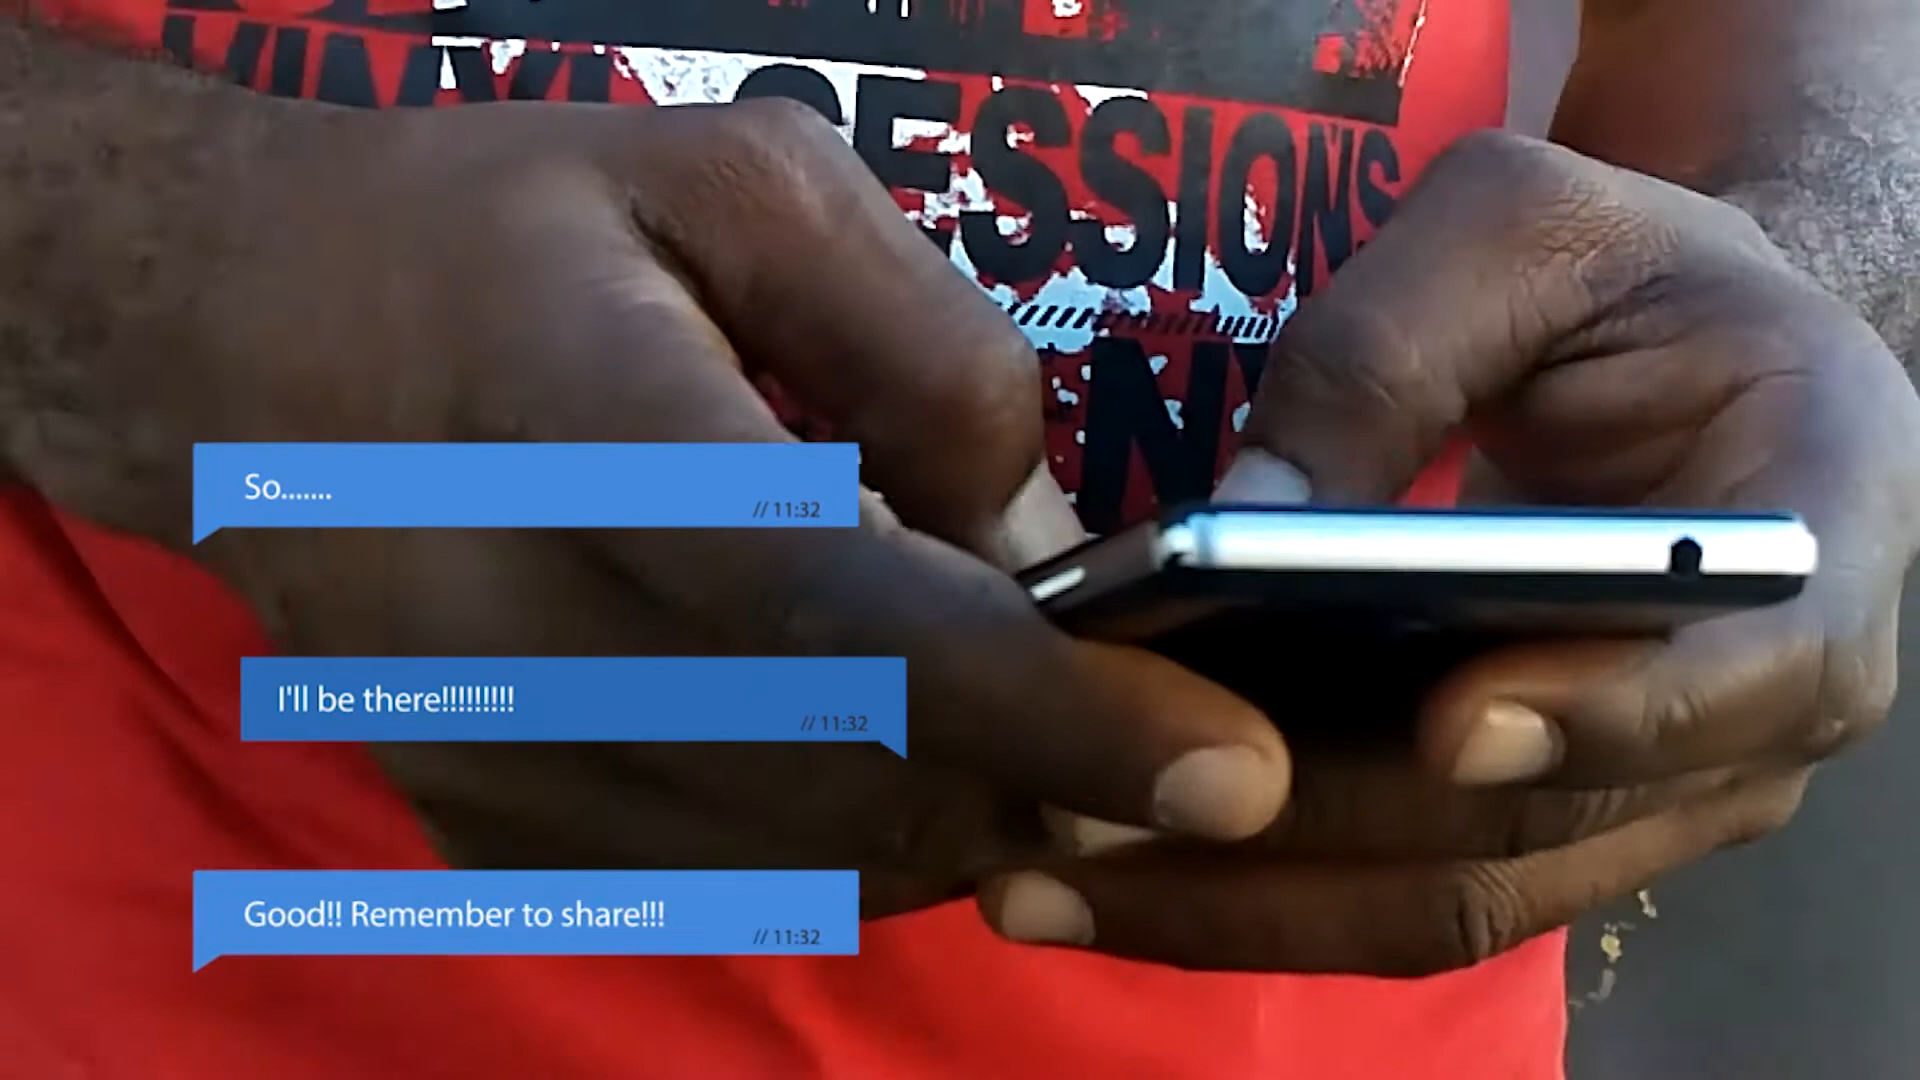 SESSIONS
So.......
// 11:32
I'll be there!!!!!!!!!
// 11:32
Good!! Remember to share!!!
// 11:32